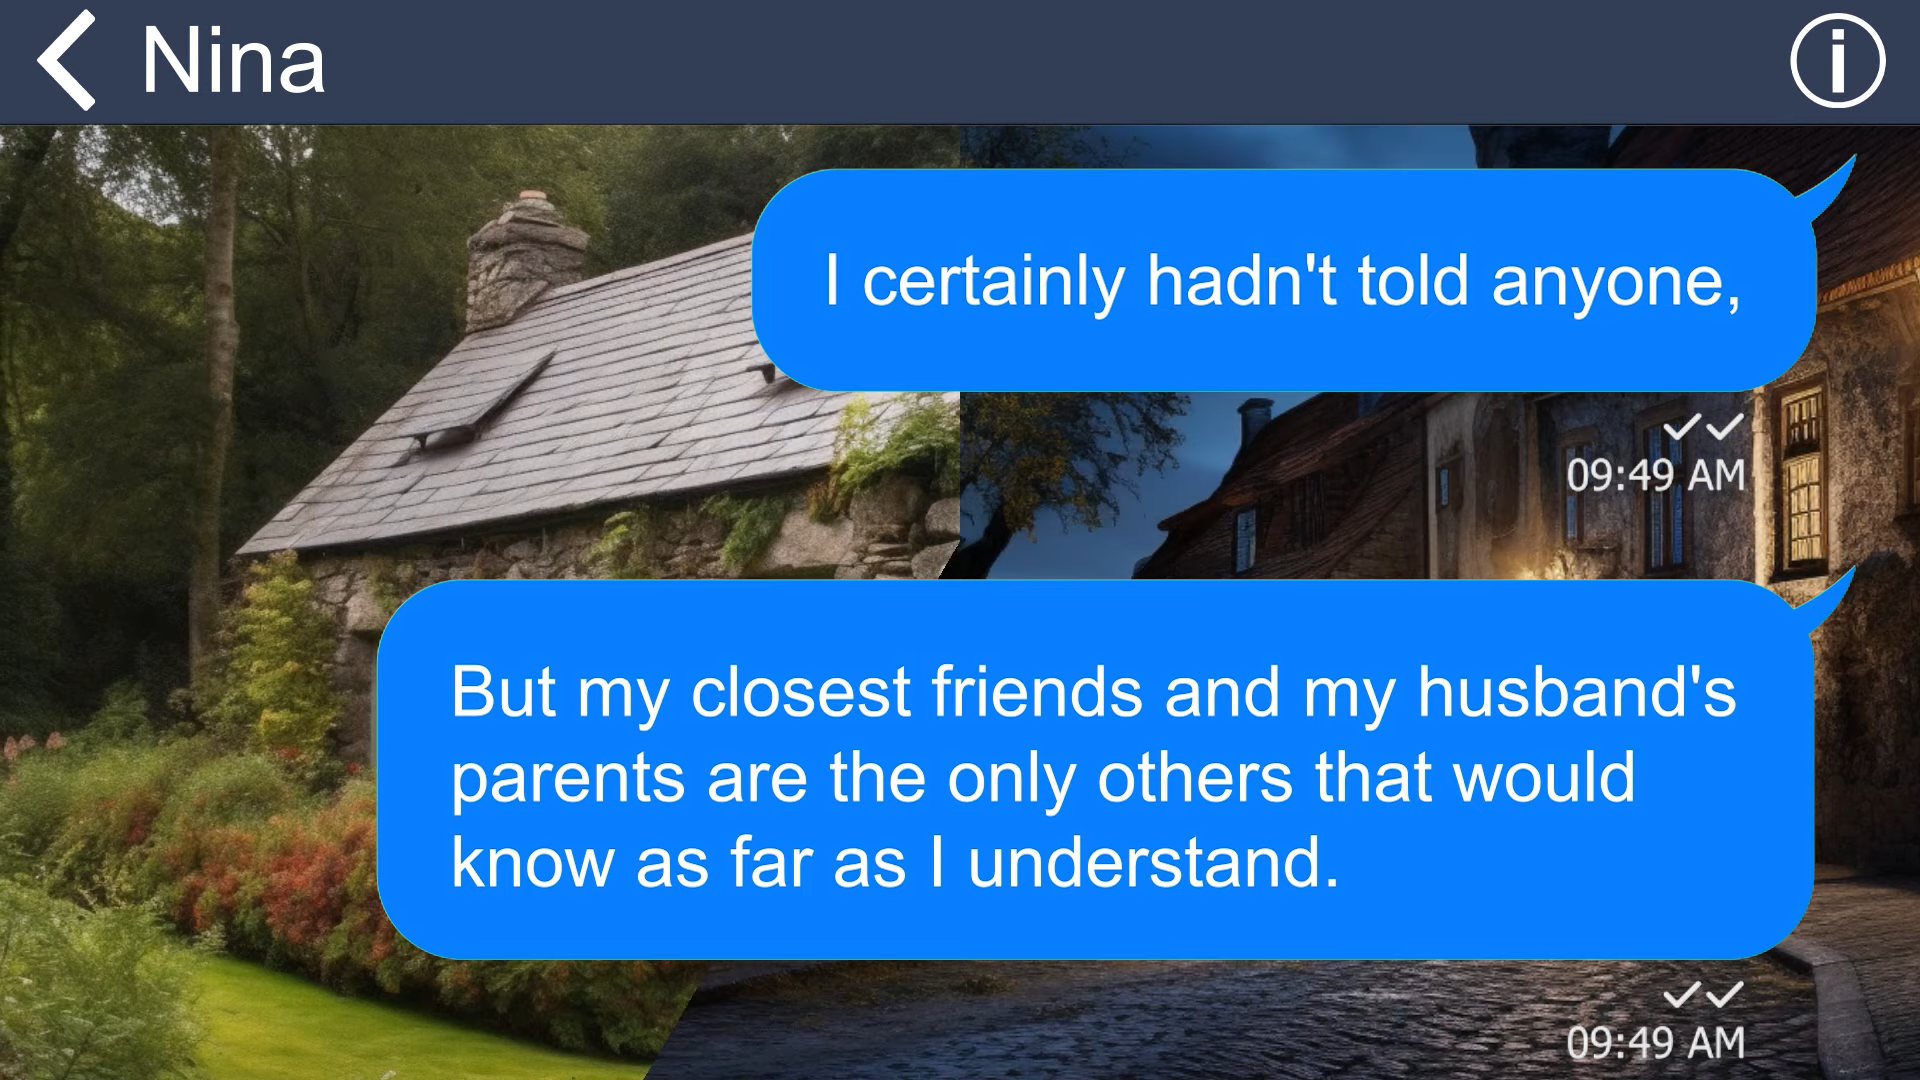 Nina
I certainly hadn't told anyone,
09:49 AM
But my closest friends and my husband's
parents are the only others that would
know as far as I understand.
09:49 AM